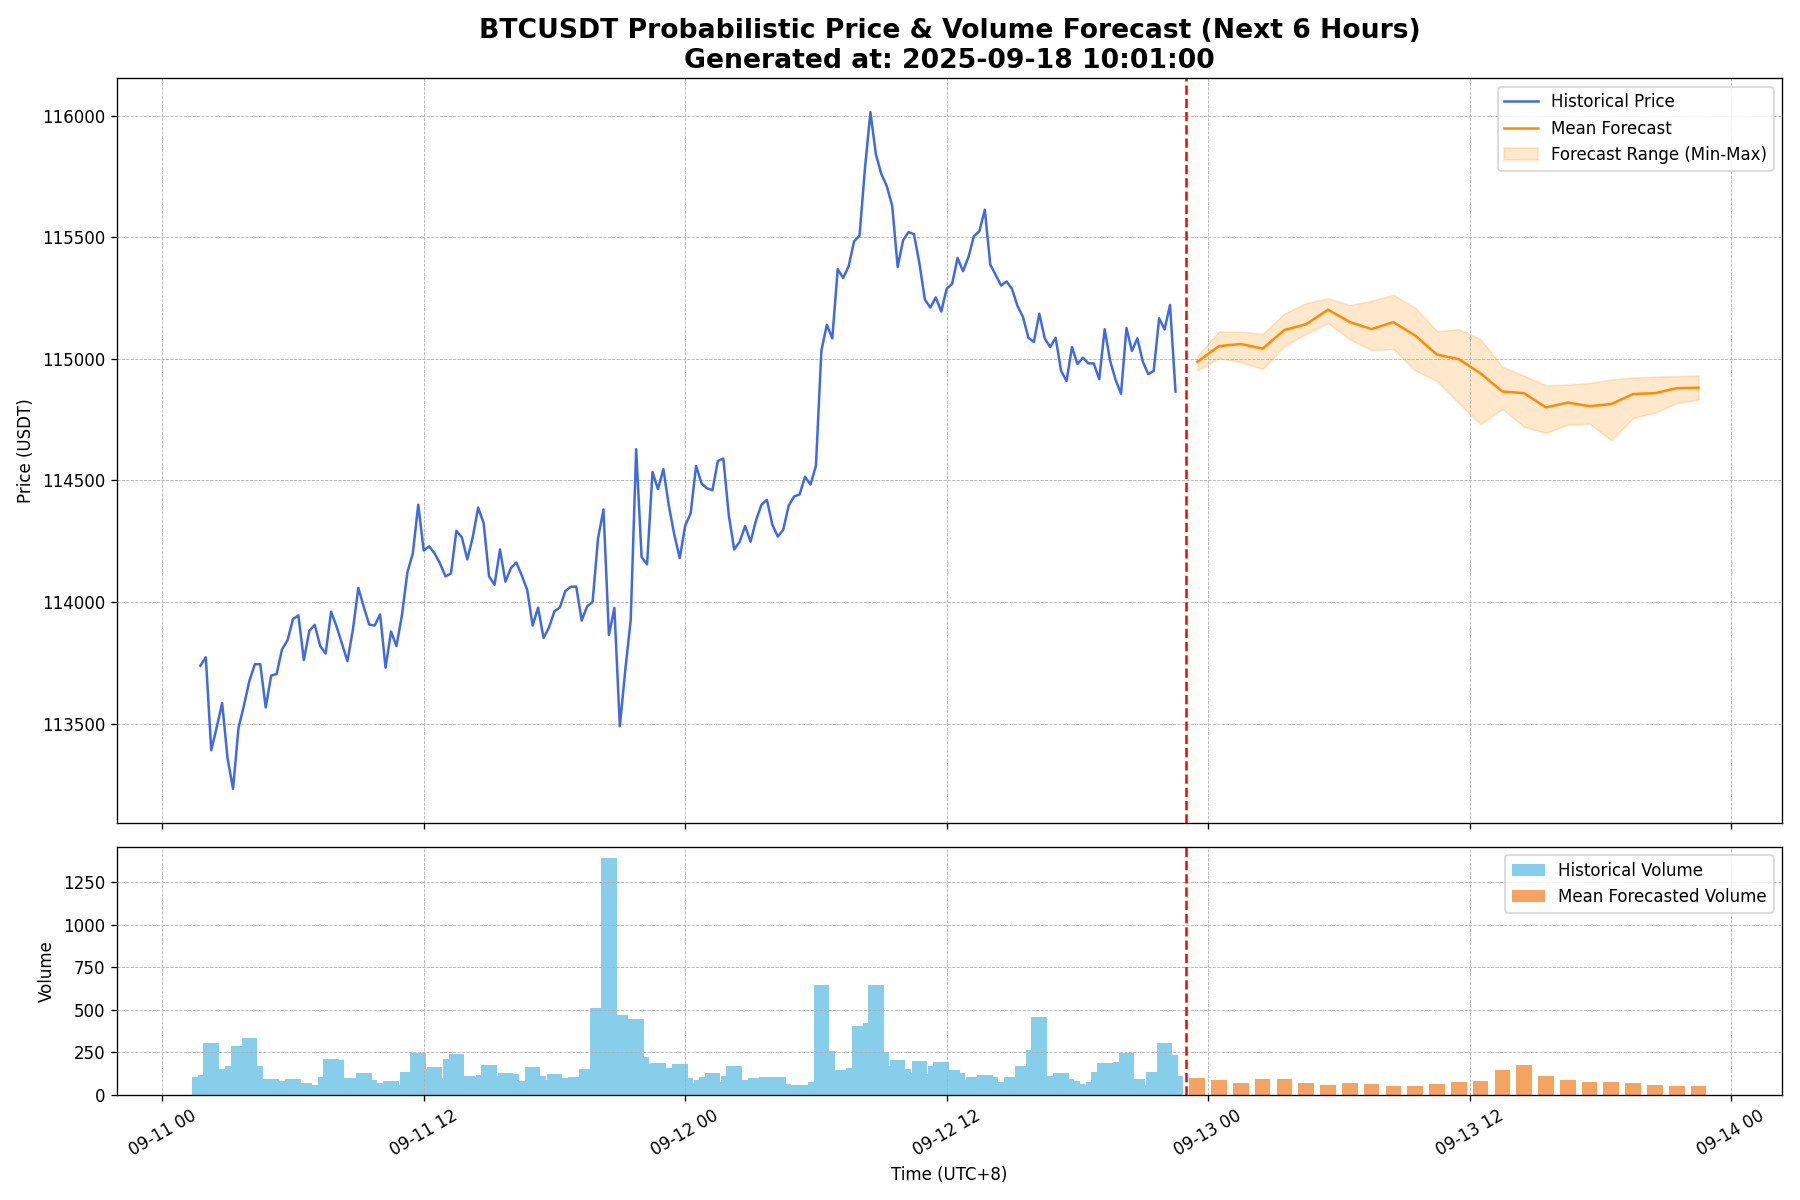 BTCUSDT Probabilistic Price & Volume Forecast (Next 6 Hours)
Generated at: 2025-09-18 10:01:00
Price (USDT)
116000
115500
115000
114500
114000
113500
Historical Price
Mean Forecast
Forecast Range (Min-Max)
Volume
1250
1000
750
500
250
0
Historical Volume
Mean Forecasted Volume
09-11 00
09-11 12
09-12 00
09-12 12
09-13 00
09-13 12
09-14 00
Time (UTC+8)